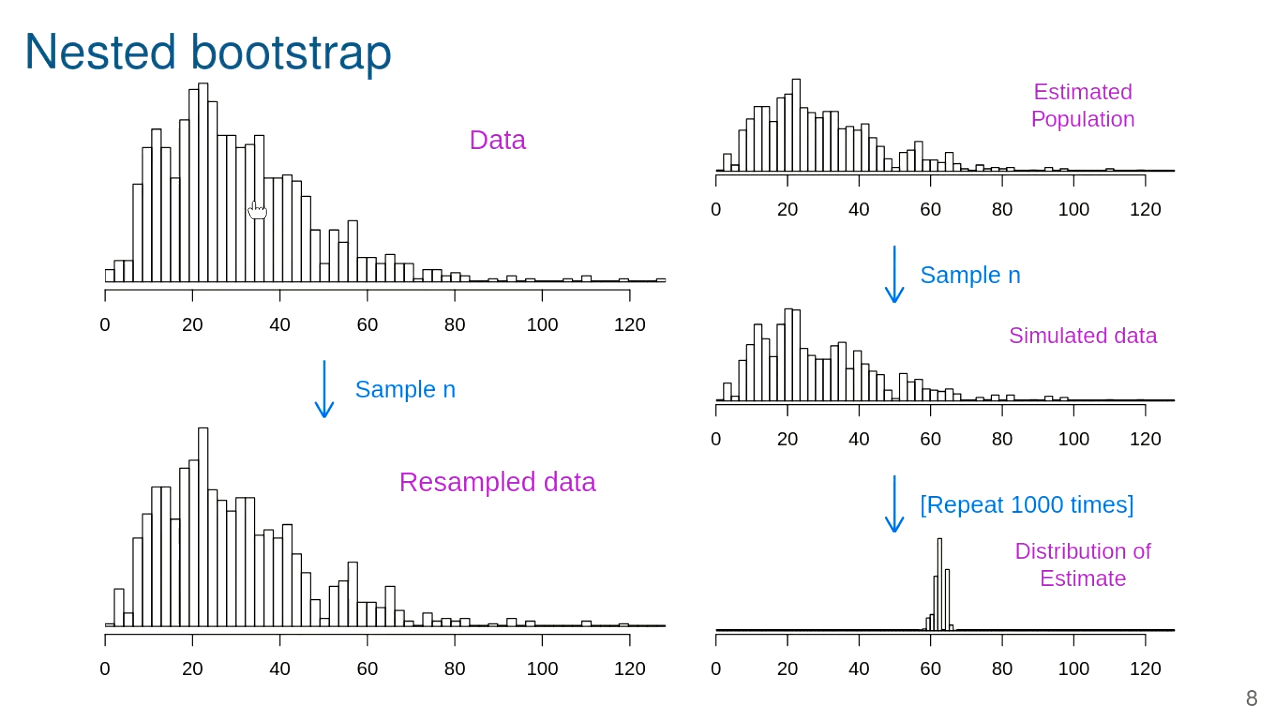 Nested bootstrap
Data
0 20 40 60 80 100 120
Sample n
Resampled data
0 20 40 60 80 100 120
Estimated
Population
0 20 40 60 80 100 120
Sample n
Simulated data
0 20 40 60 80 100 120
[Repeat 1000 times]
Distribution of
Estimate
0 20 40 60 80 100 120
8